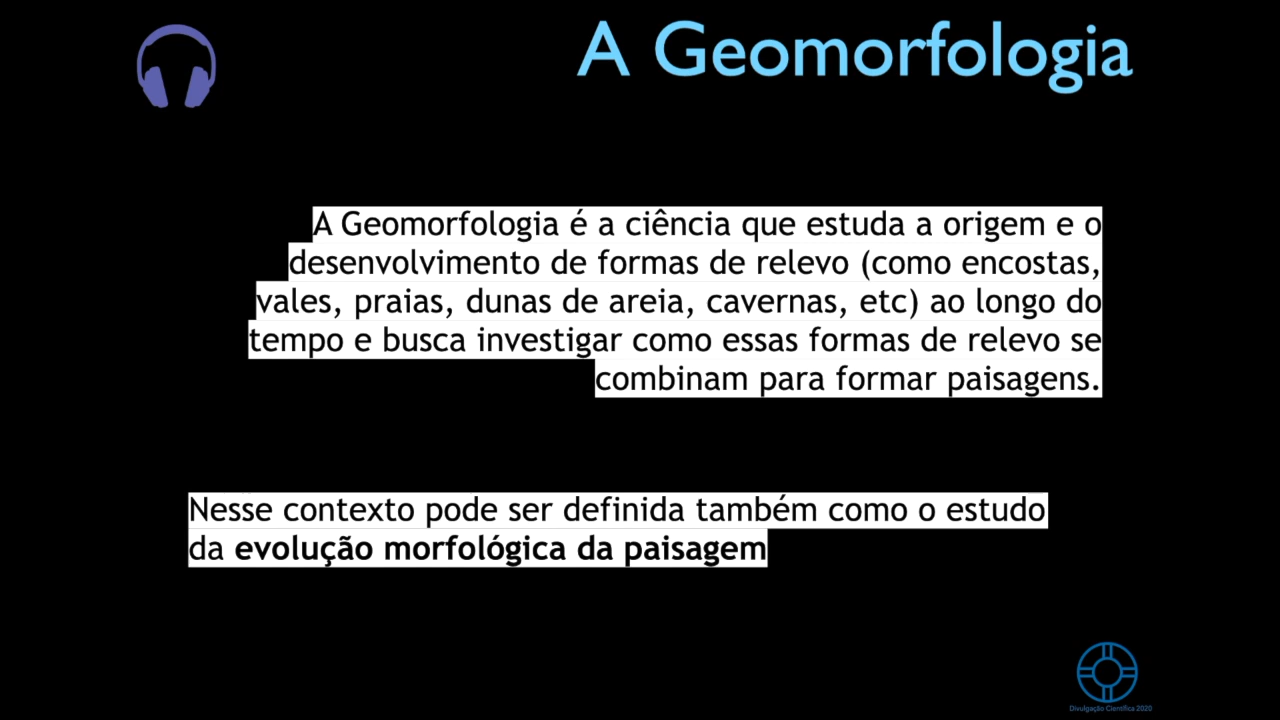 A Geomorfologia
A Geomorfologia é a ciência que estuda a origem e o
desenvolvimento de formas de relevo (como encostas,
vales, praias, dunas de areia, cavernas, etc) ao longo do
tempo e busca investigar como essas formas de relevo se
combinam para formar paisagens.
Nesse contexto pode ser definida também como o estudo
da evolução morfológica da paisagem
Divulgação Científica 2020